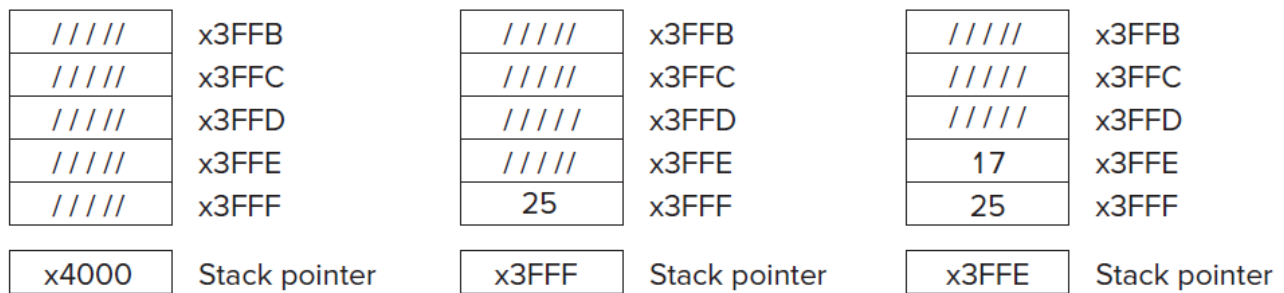 ///// x3FFB ///// x3FFB ///// x3FFB
///// x3FFC ///// x3FFC ///// x3FFC
///// x3FFD ///// x3FFD ///// x3FFD
///// x3FFE ///// x3FFE 17 x3FFE
///// x3FFF 25 x3FFF 25 x3FFF
x4000 Stack pointer x3FFF Stack pointer x3FFE Stack pointer